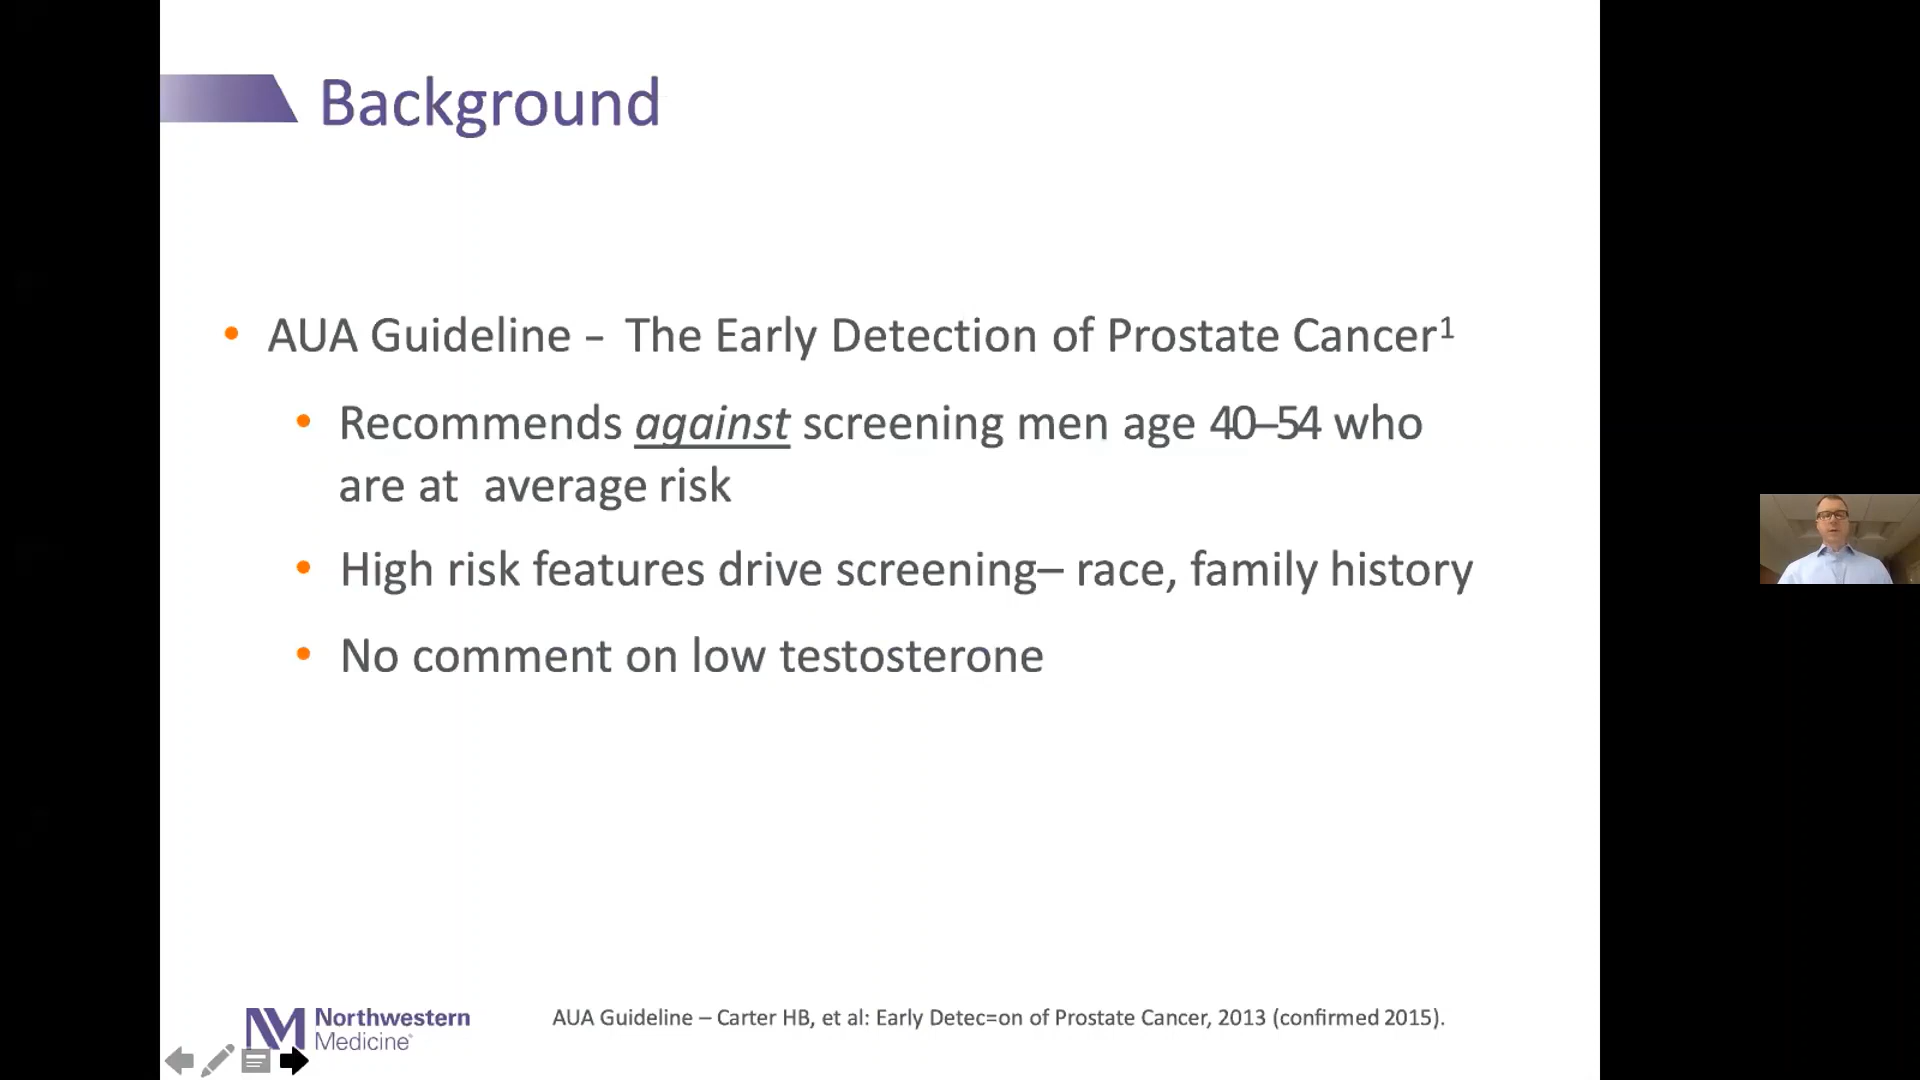 Background
• AUA Guideline – The Early Detection of Prostate Cancer¹
• Recommends against screening men age 40–54 who
are at average risk
• High risk features drive screening– race, family history
• No comment on low testosterone
Northwestern
Medicine®
AUA Guideline – Carter HB, et al: Early Detec=on of Prostate Cancer, 2013 (confirmed 2015).